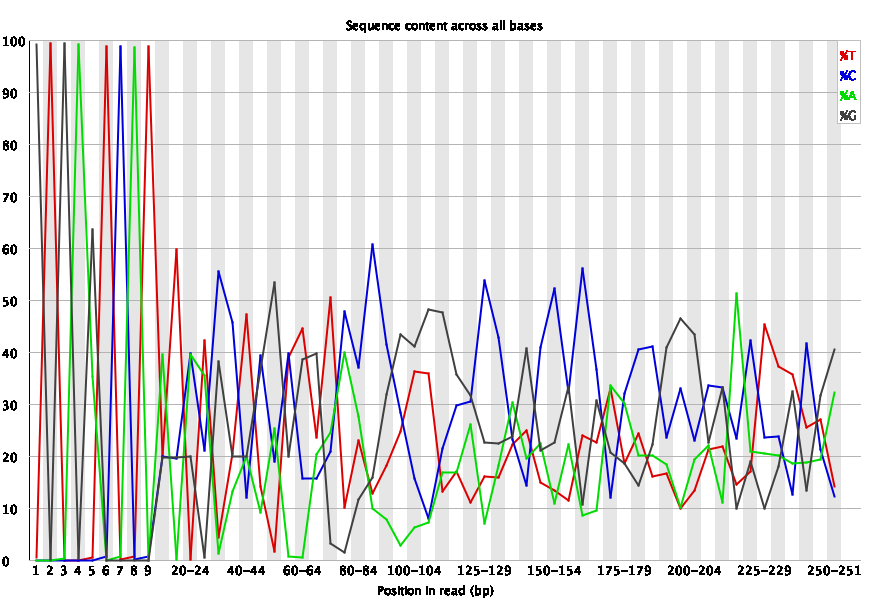 Sequence content across all bases
100
90
80
70
60
50
40
30
20
10
0
%T
%C
%A
%G
1 2 3 4 5 6 7 8 9 20-24 40-44 60-64 80-84 100-104 125-129 150-154 175-179 200-204 225-229 250-251
Position in read (bp)